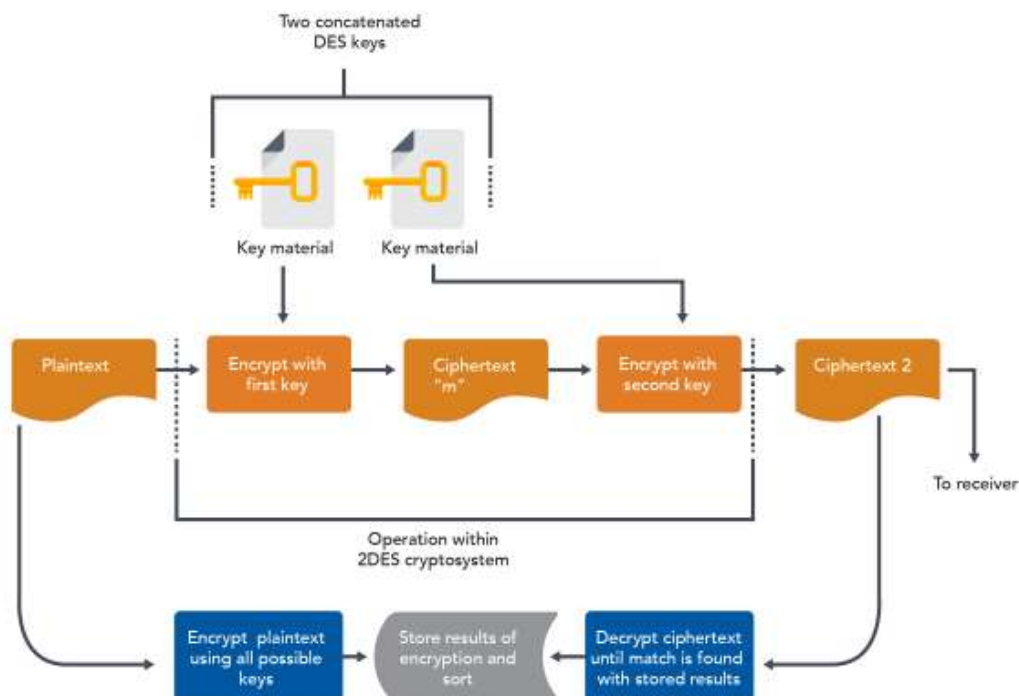 Two concatenated
DES keys
Key material
Key material
Plaintext
Encrypt with
first key
Ciphertext
"m"
Encrypt with
second key
Ciphertext 2
To receiver
Operation within
2DES cryptosystem
Encrypt plaintext
using all possible
keys
Store results of
encryption and
sort
Decrypt ciphertext
until match is found
with stored results